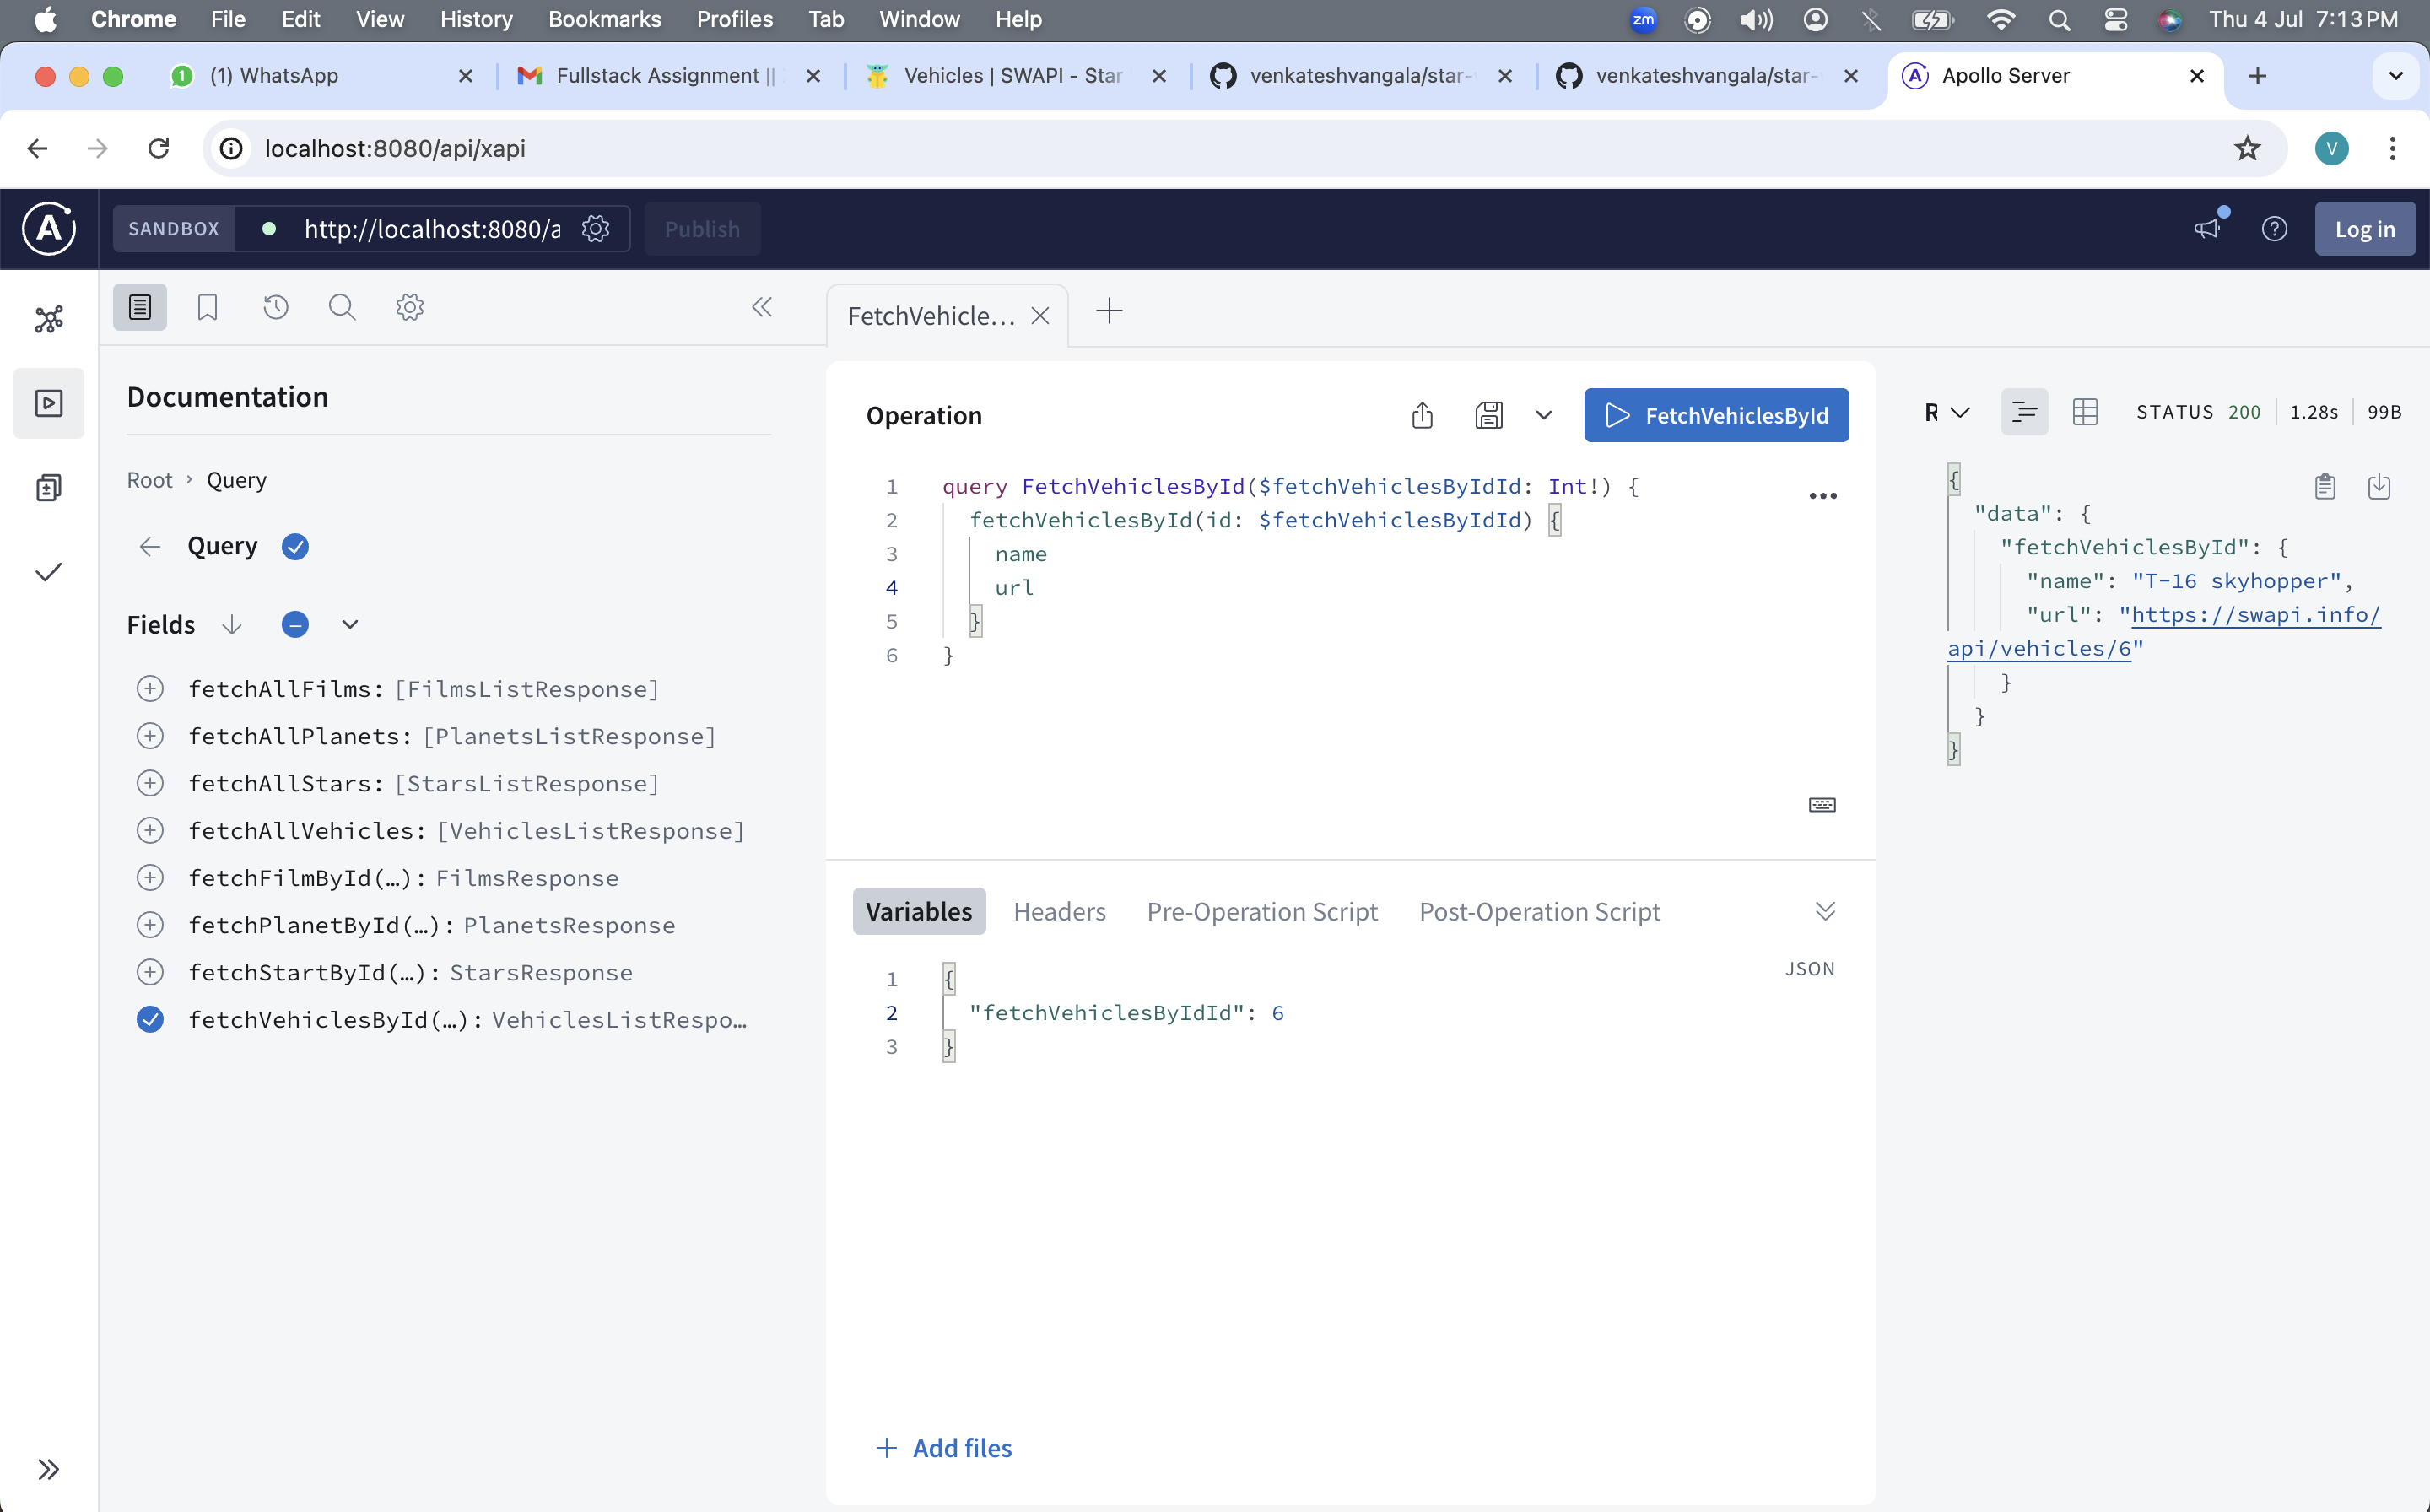 Chrome File Edit View History Bookmarks Profiles Tab Window Help zm Thu 4 Jul 7:13 PM
1 (1) WhatsApp Fullstack Assignment || Vehicles | SWAPI - Star venkateshvangala/star- venkateshvangala/star- Apollo Server
localhost:8080/api/xapi V
A SANDBOX http://localhost:8080/a Publish Log in
FetchVehicle...
Documentation
Root › Query
Query
Fields
fetchAllFilms: [FilmsListResponse]
fetchAllPlanets: [PlanetsListResponse]
fetchAllStars: [StarsListResponse]
fetchAllVehicles: [VehiclesListResponse]
fetchFilmById(…): FilmsResponse
fetchPlanetById(…): PlanetsResponse
fetchStartById(…): StarsResponse
fetchVehiclesById(…): VehiclesListRespo…
Operation
FetchVehiclesById
1 query FetchVehiclesById($fetchVehiclesByIdId: Int!) {
2 fetchVehiclesById(id: $fetchVehiclesByIdId) {
3 name
4 url
5 }
6 }
Variables Headers Pre-Operation Script Post-Operation Script
JSON
1 {
2 "fetchVehiclesByIdId": 6
3 }
+ Add files
R STATUS 200 1.28s 99B
{
"data": {
"fetchVehiclesById": {
"name": "T-16 skyhopper",
"url": "https://swapi.info/
api/vehicles/6"
}
}
}